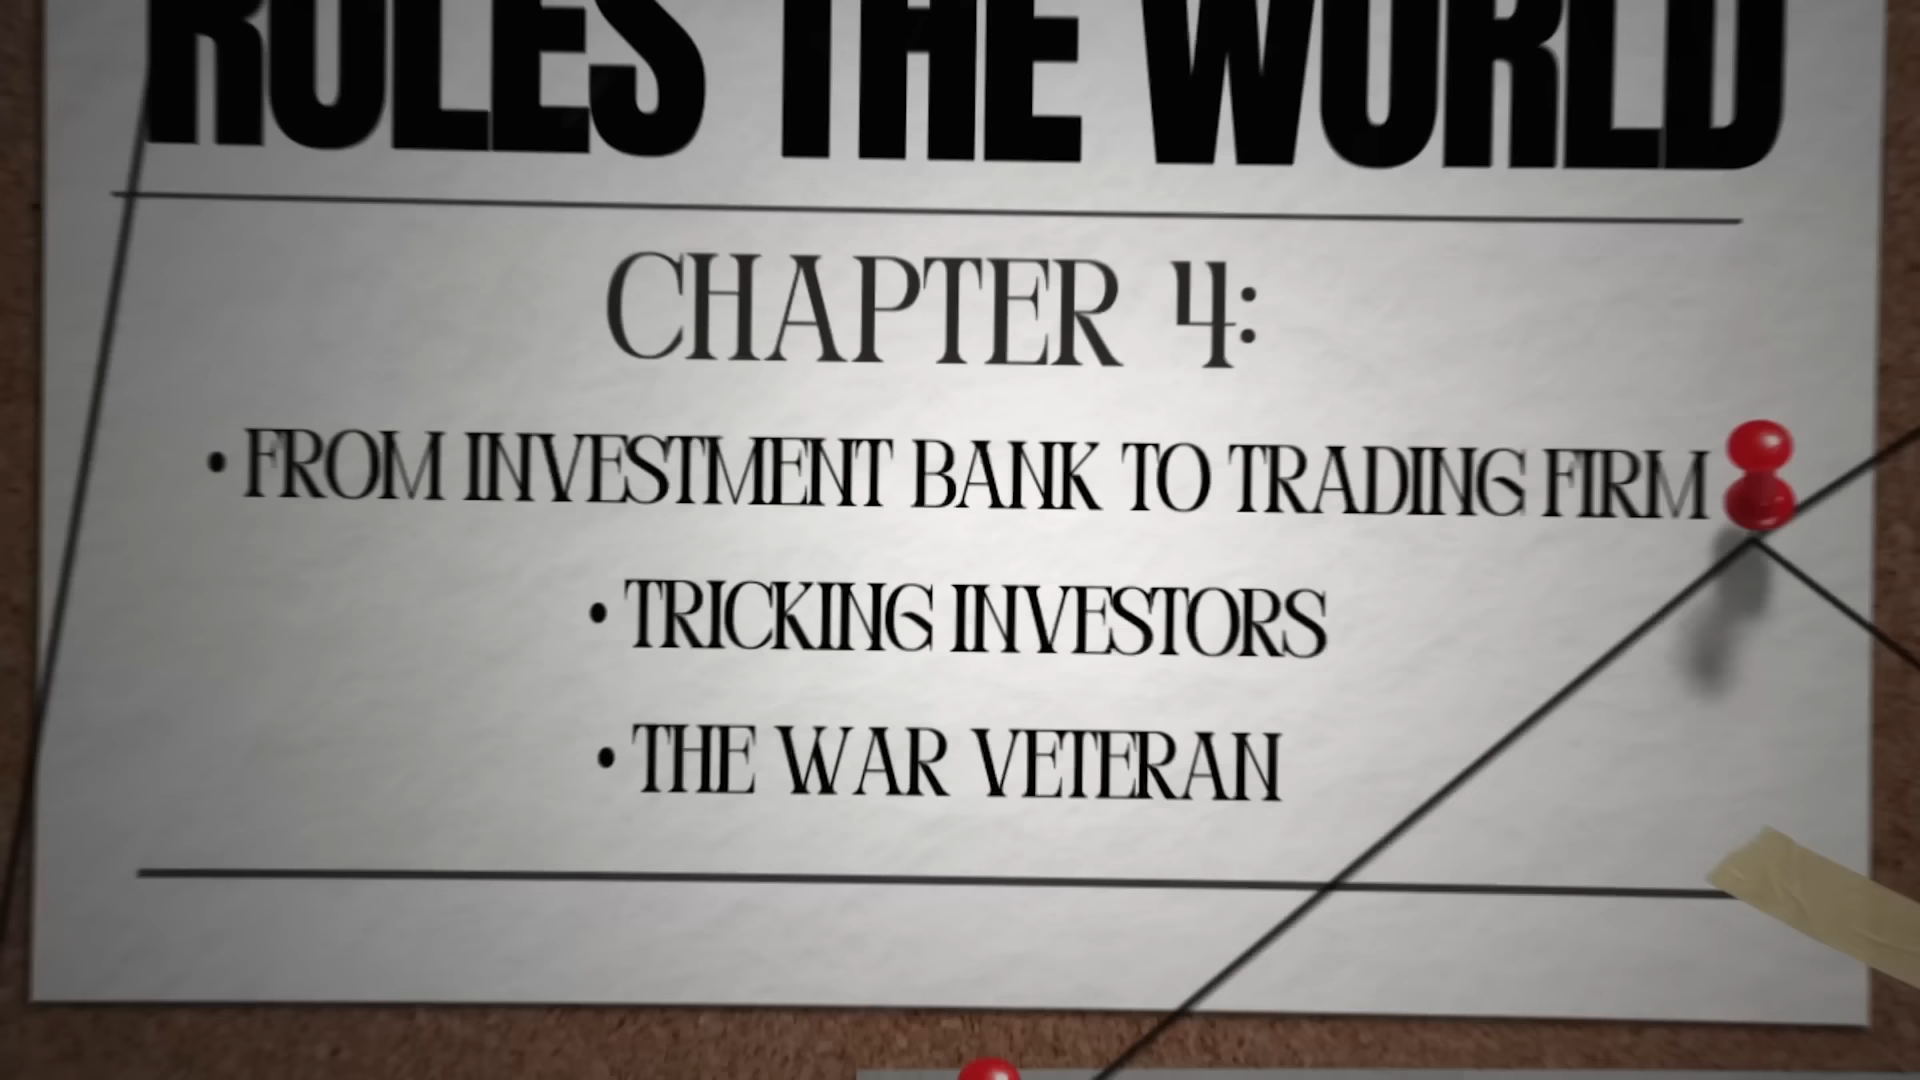 RULES THE WORLD
CHAPTER 4:
• FROM INVESTMENT BANK TO TRADING FIRM
• TRICKING INVESTORS
• THE WAR VETERAN